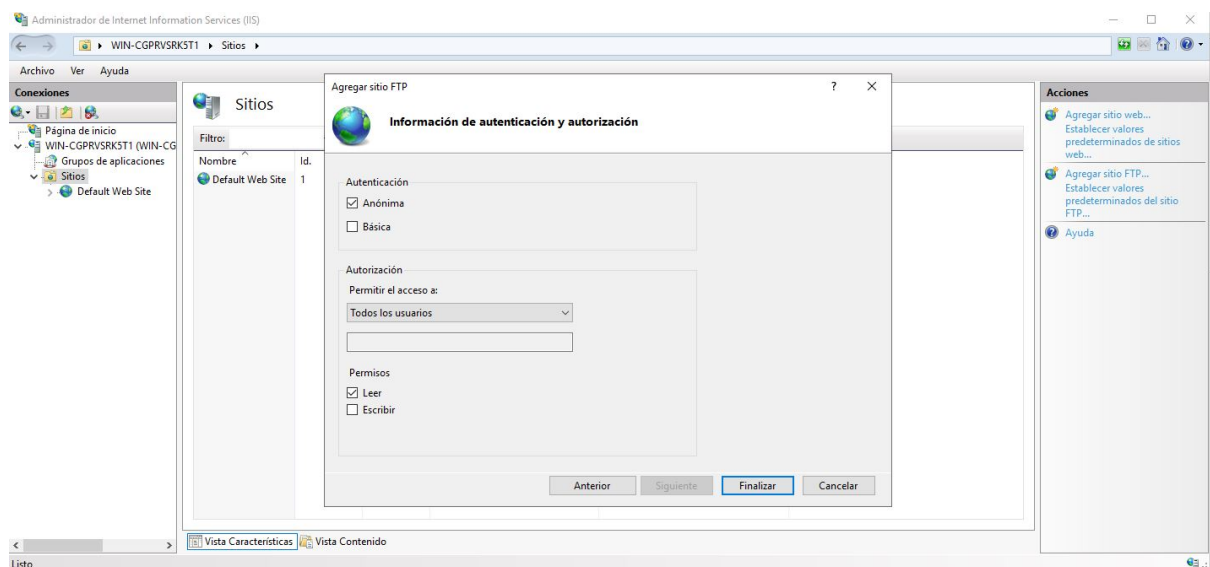 Administrador de Internet Information Services (IIS)
WIN-CGPRVSRK5T1 Sitios
Archivo Ver Ayuda
Conexiones
Página de inicio
WIN-CGPRVSRK5T1 (WIN-CG
Grupos de aplicaciones
Sitios
Default Web Site
Sitios
Filtro:
Nombre Id.
Default Web Site 1
Agregar sitio FTP ?
Información de autenticación y autorización
Autenticación
Anónima
Básica
Autorización
Permitir el acceso a:
Todos los usuarios
Permisos
Leer
Escribir
Anterior Siguiente Finalizar Cancelar
Acciones
Agregar sitio web...
Establecer valores
predeterminados de sitios
web...
Agregar sitio FTP...
Establecer valores
predeterminados del sitio
FTP...
Ayuda
Vista Características Vista Contenido
Listo